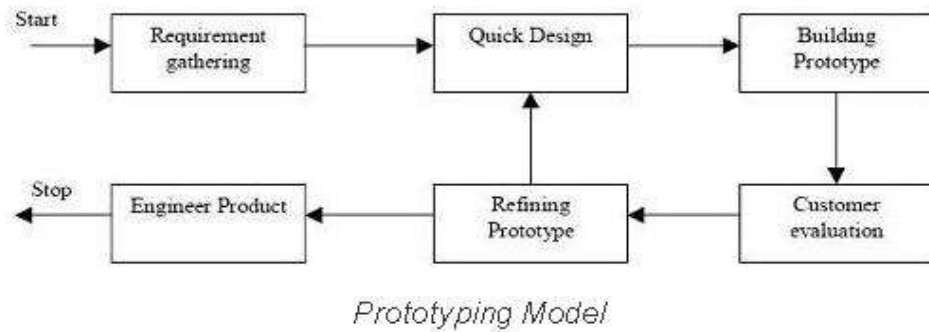 Start
Requirement
gathering
Quick Design
Building
Prototype
Stop
Engineer Product
Refining
Prototype
Customer
evaluation
Prototyping Model